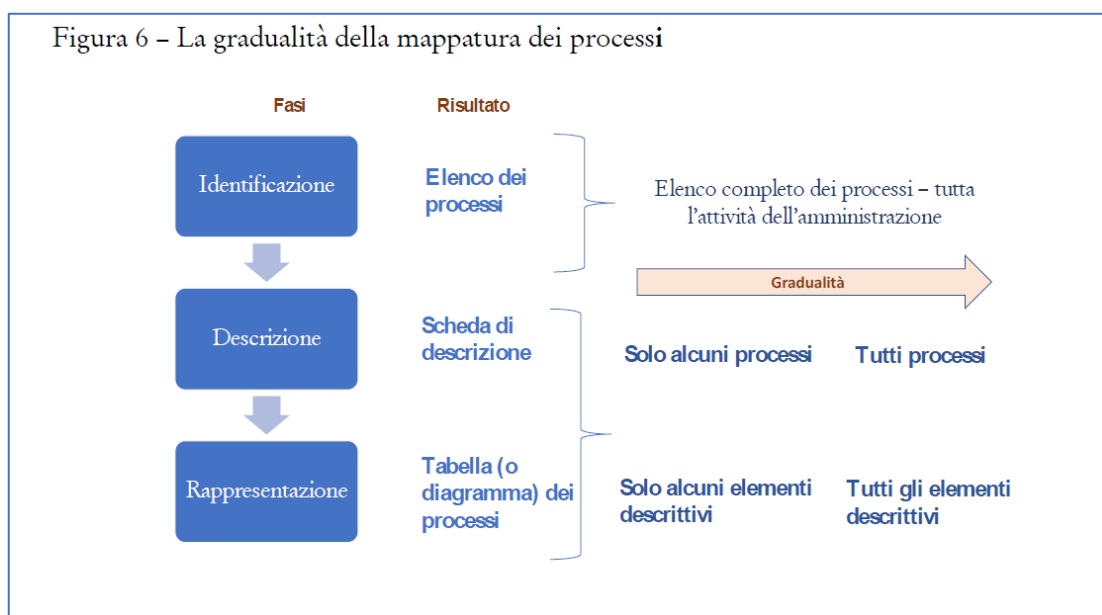 Figura 6 – La gradualità della mappatura dei processi
Fasi
Risultato
Identificazione
Elenco dei
processi
Elenco completo dei processi – tutta
l'attività dell'amministrazione
Gradualità
Descrizione
Scheda di
descrizione
Solo alcuni processi
Tutti processi
Rappresentazione
Tabella (o
diagramma) dei
processi
Solo alcuni elementi
descrittivi
Tutti gli elementi
descrittivi